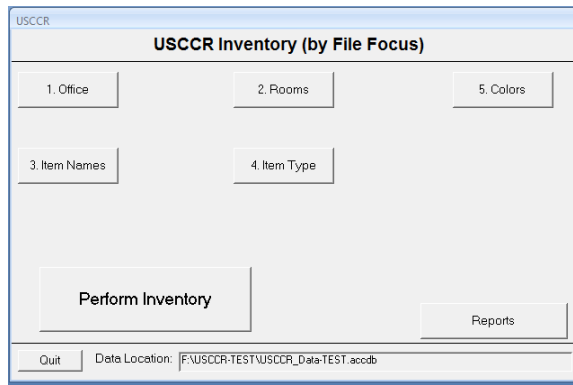 USCCR
USCCR Inventory (by File Focus)
1. Office 2. Rooms 5. Colors
3. Item Names 4. Item Type
Perform Inventory
Reports
Quit Data Location: F:\USCCR-TEST\USCCR_Data-TEST.accdb